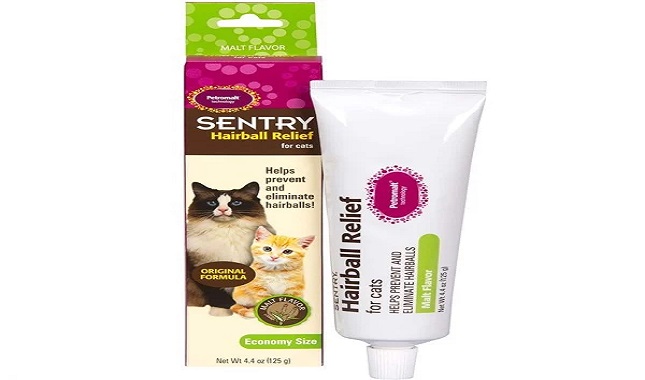 MALT FLAVOR
Petromalt
technology
SENTRY
Hairball Relief
for cats
Helps
prevent
and
eliminate
hairballs!
ORIGINAL
FORMULA
MALT FLAVOR
Economy Size
Net Wt 4.4 oz (125 g)
Petromalt
technology
SENTRY
Hairball Relief
for cats
HELPS PREVENT AND
ELIMINATE HAIRBALLS
Malt Flavor
Net Wt. 4.4 oz (125 g)